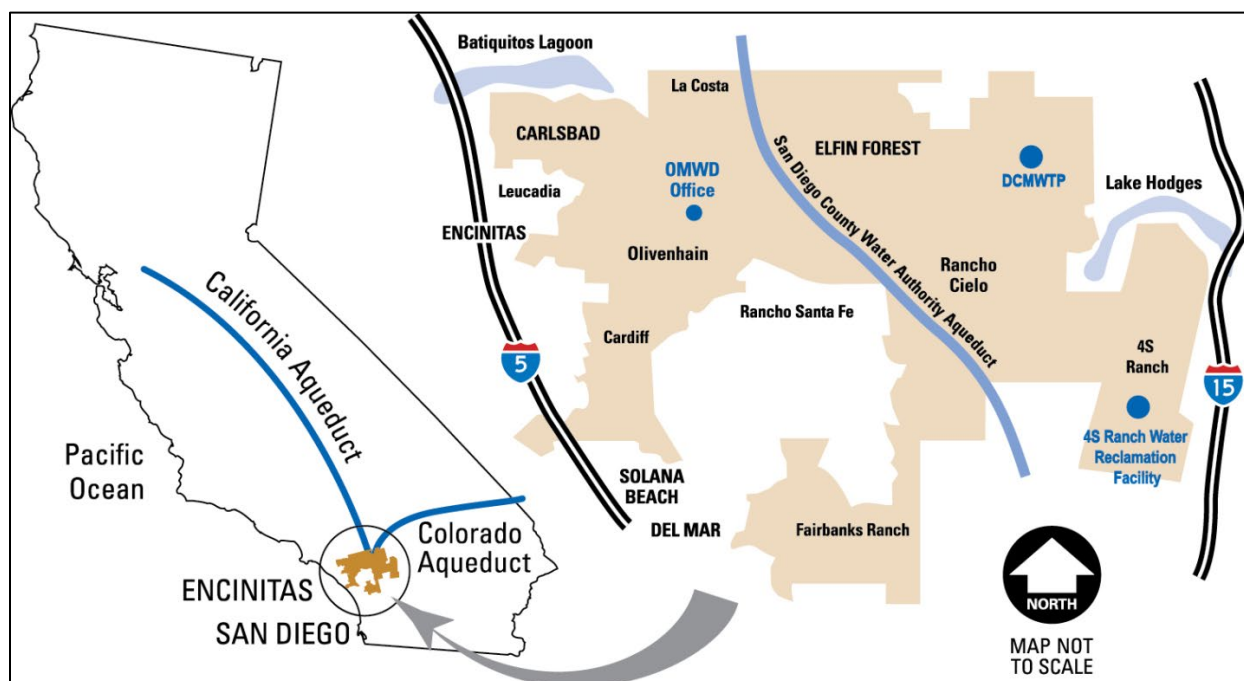 California Aqueduct
Pacific
Ocean
Colorado
Aqueduct
ENCINITAS
SAN DIEGO
Batiquitos Lagoon
La Costa
CARLSBAD
ELFIN FOREST
OMWD
Office
DCMWTP
Leucadia
Lake Hodges
ENCINITAS
San Diego County Water Authority Aqueduct
Olivenhain
Rancho
Cielo
Rancho Santa Fe
Cardiff
5
4S
Ranch
15
4S Ranch Water
Reclamation
Facility
SOLANA
BEACH
DEL MAR
Fairbanks Ranch
NORTH
MAP NOT
TO SCALE